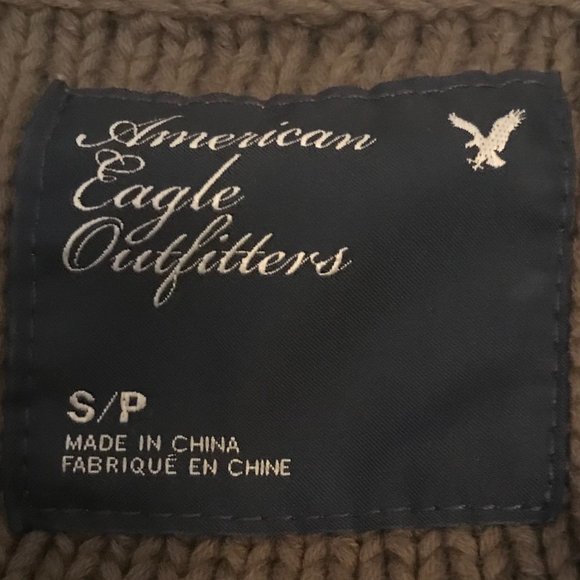 American
Eagle
Outfitters
S/P
MADE IN CHINA
FABRIQUÉ EN CHINE